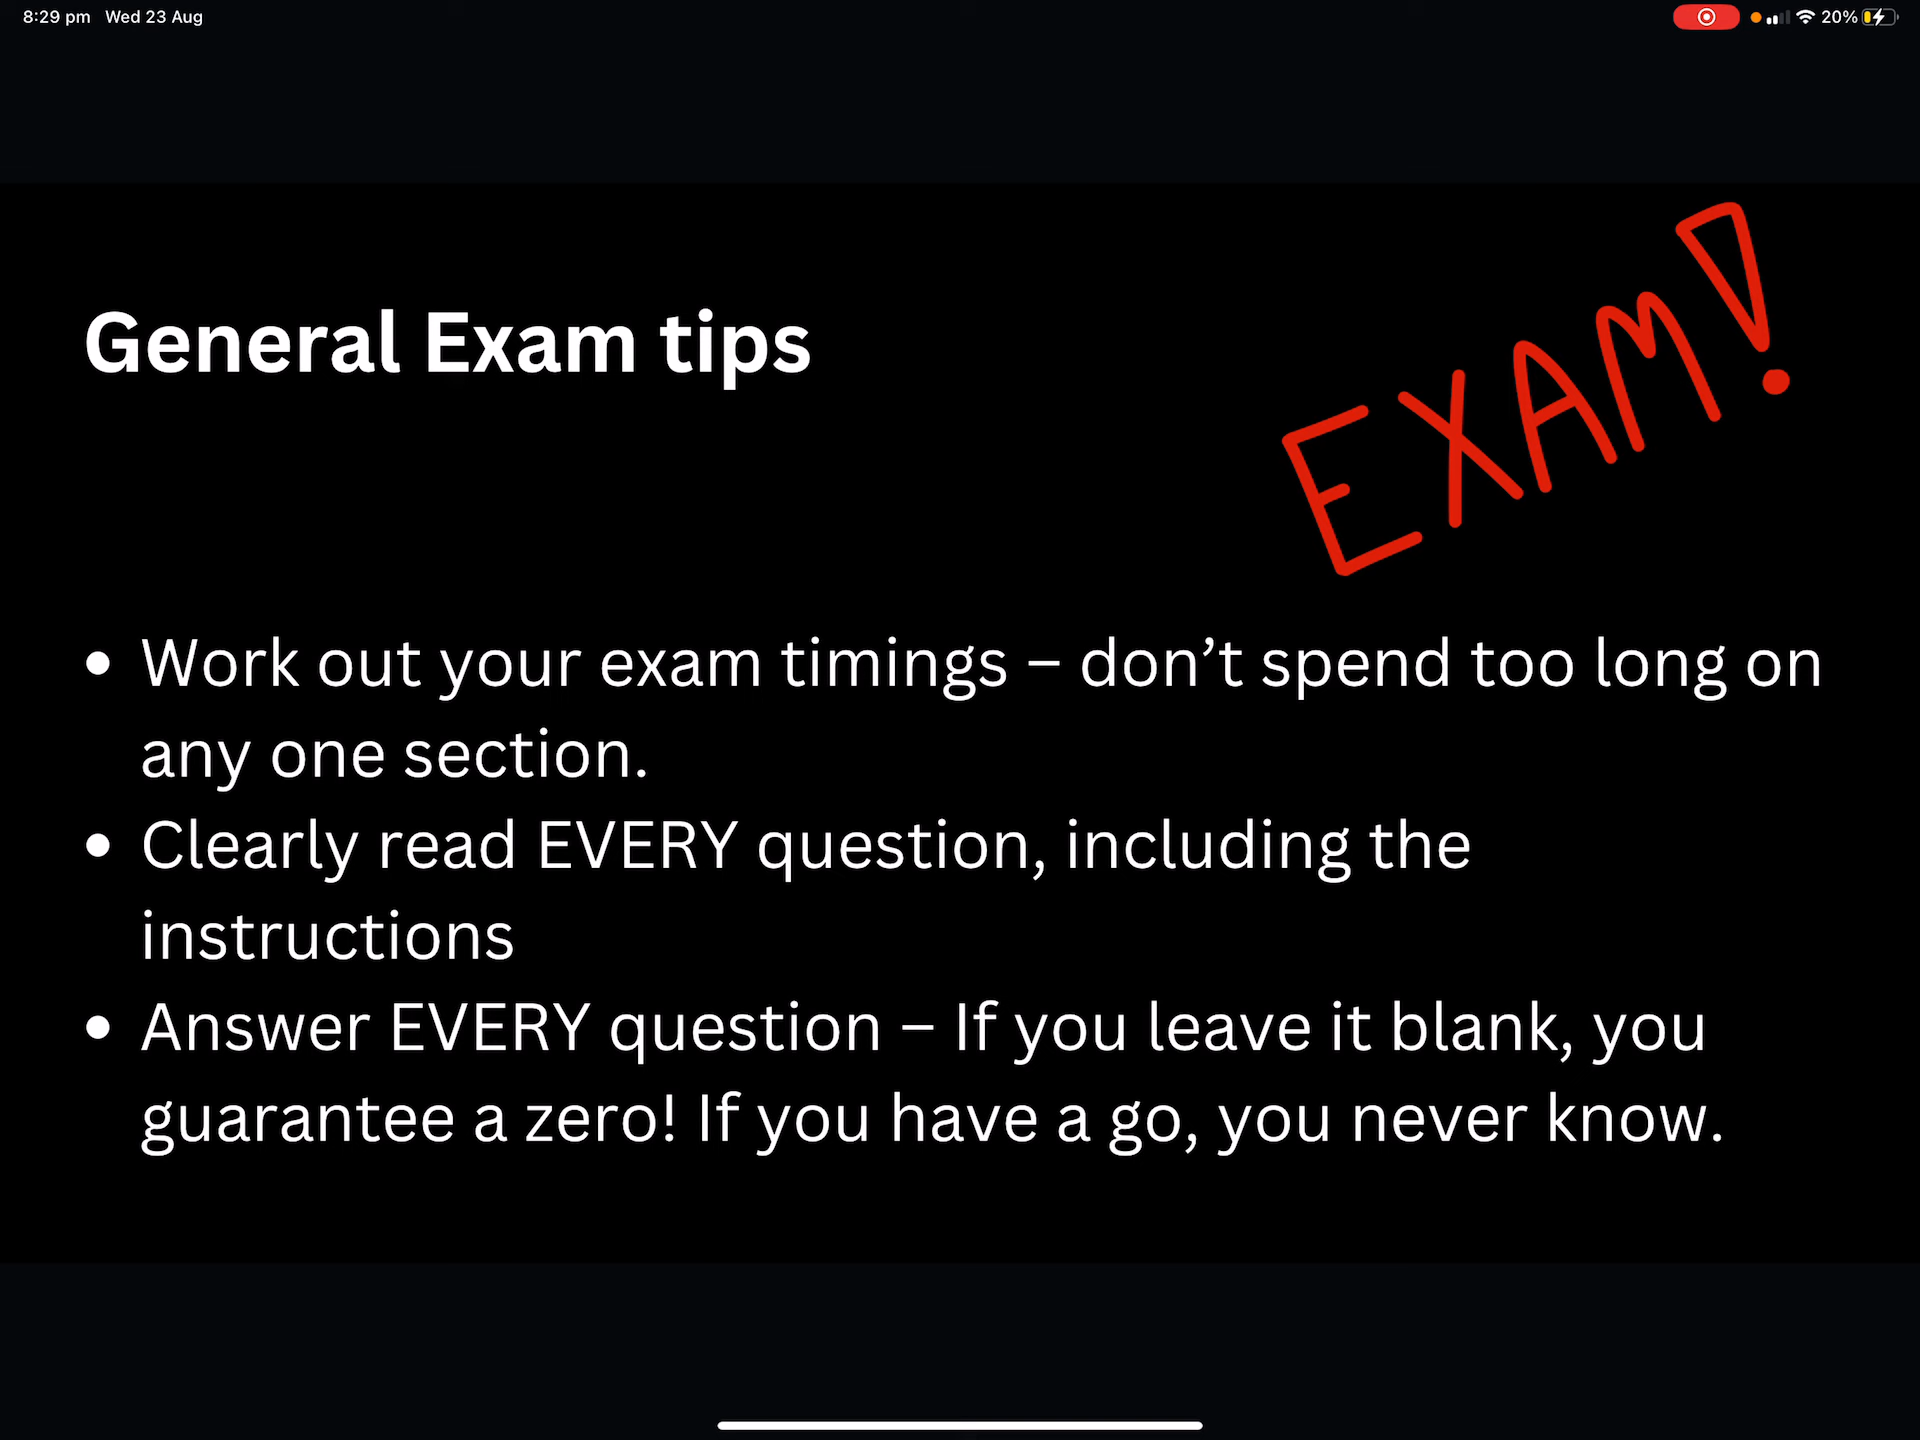 8:29 pm Wed 23 Aug
20%
General Exam tips
EXAM!
• Work out your exam timings – don’t spend too long on
any one section.
• Clearly read EVERY question, including the
instructions
• Answer EVERY question – If you leave it blank, you
guarantee a zero! If you have a go, you never know.